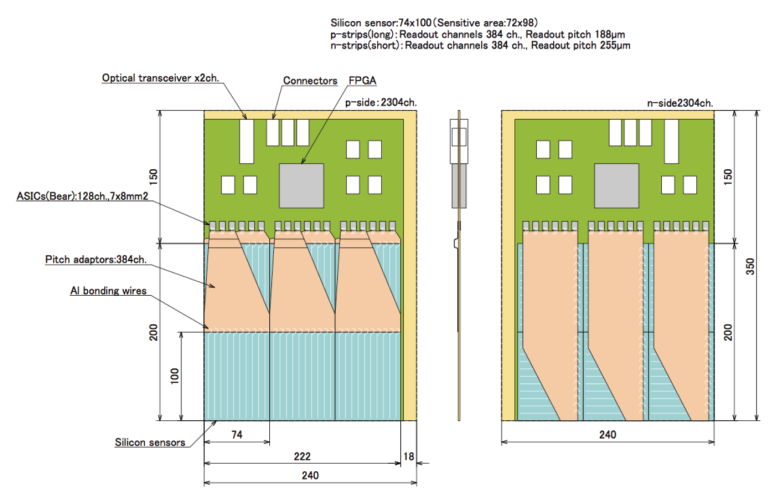 Silicon sensor:74x100(Sensitive area:72x98)
p-strips(long): Readout channels 384 ch., Readout pitch 188μm
n-strips(short): Readout channels 384 ch., Readout pitch 255μm
Optical transceiver x2ch.
Connectors
FPGA
p-side:2304ch.
n-side2304ch.
150
150
ASICs(Bear):128ch.,7x8mm2
350
Pitch adaptors:384ch.
Al bonding wires
200
200
100
Silicon sensors
74
240
222
18
240